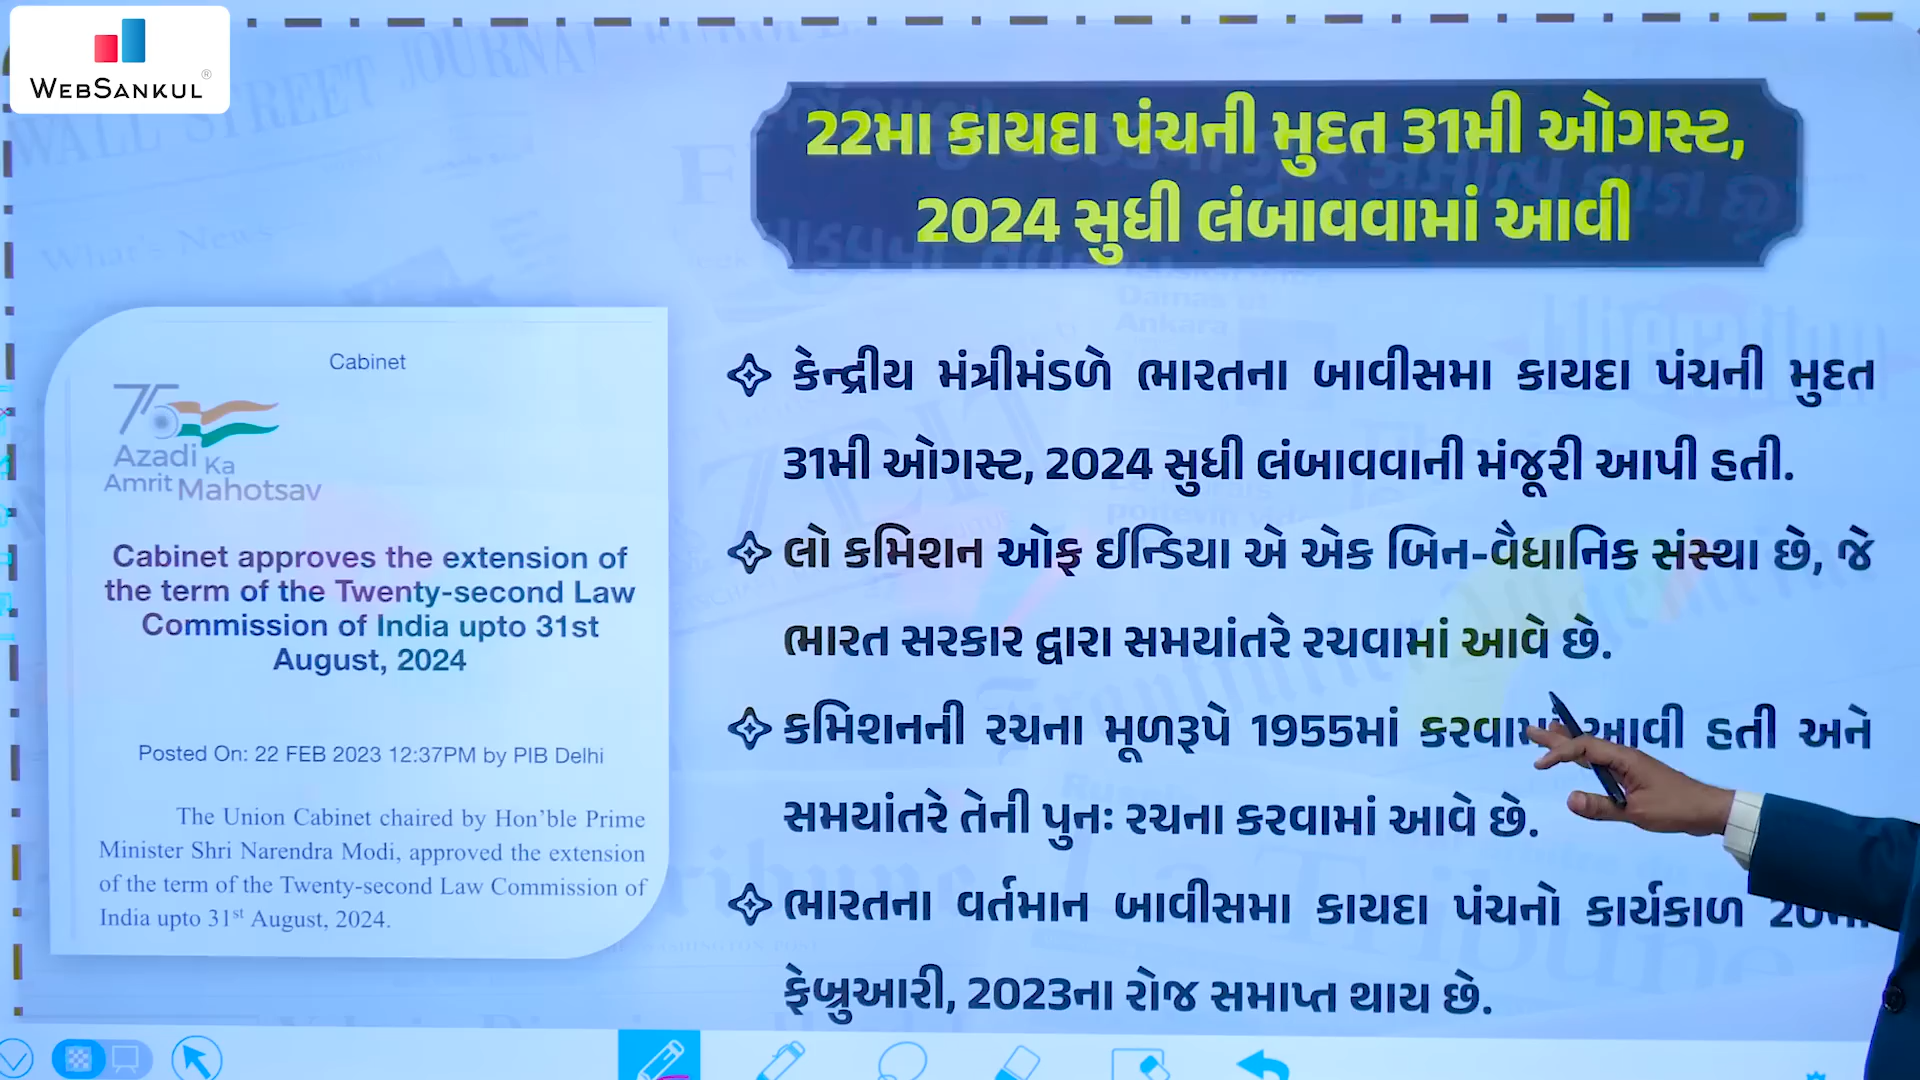 WEBSANKUL®
22મા કાયદા પંચની મુદત 31મી ઓગસ્ટ,
2024 સુધી લંબાવવામાં આવી
Cabinet
75
Azadi Ka
Amrit Mahotsav
Cabinet approves the extension of
the term of the Twenty-second Law
Commission of India upto 31st
August, 2024
Posted On: 22 FEB 2023 12:37PM by PIB Delhi
The Union Cabinet chaired by Hon'ble Prime
Minister Shri Narendra Modi, approved the extension
of the term of the Twenty-second Law Commission of
India upto 31st August, 2024.
કેન્દ્રીય મંત્રીમંડળે ભારતના બાવીસમા કાયદા પંચની મુદત
31મી ઓગસ્ટ, 2024 સુધી લંબાવવાની મંજૂરી આપી હતી.
લો કમિશન ઓફ ઈન્ડિયા એ એક બિન-વૈધાનિક સંસ્થા છે, જે
ભારત સરકાર દ્વારા સમયાંતરે રચવામાં આવે છે.
કમિશનની રચના મૂળરૂપે 1955માં કરવામાં આવી હતી અને
સમયાંતરે તેની પુનઃ રચના કરવામાં આવે છે.
ભારતના વર્તમાન બાવીસમા કાયદા પંચનો કાર્યકાળ
ફેબ્રુઆરી, 2023ના રોજ સમાપ્ત થાય છે.